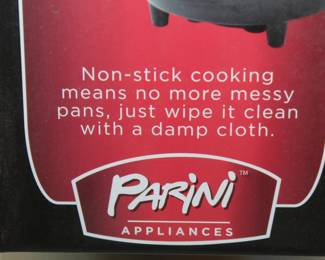 Non-stick cooking
means no more messy
pans, just wipe it clean
with a damp cloth.
PARiNi™
APPLIANCES